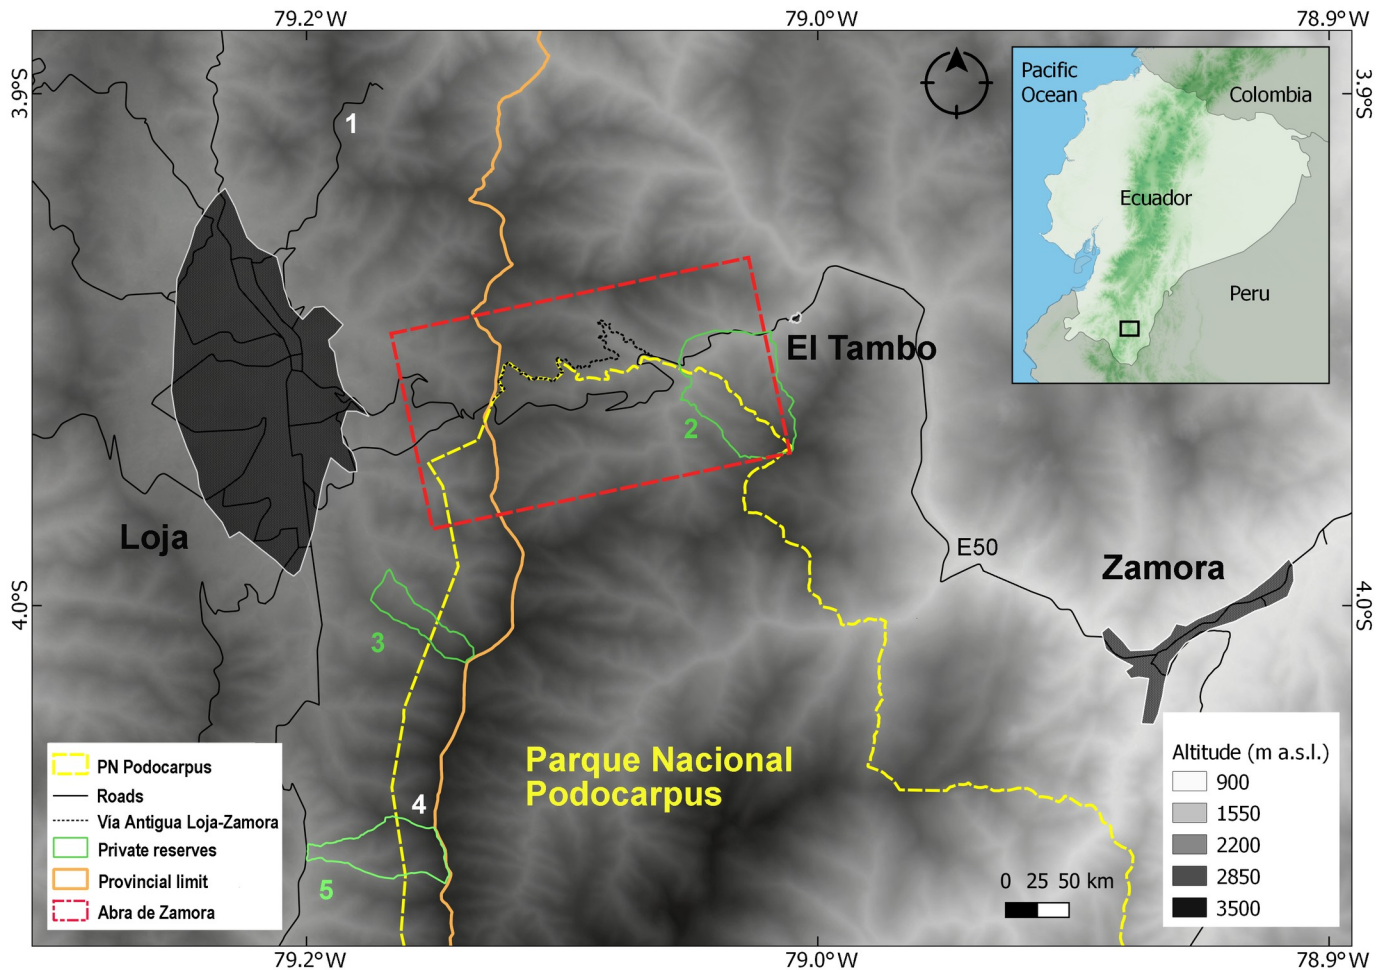 79.2°W
79.0°W
78.9°W
3.9°S
3.9°S
1
Pacific
Ocean
Colombia
Ecuador
Peru
El Tambo
2
Loja
E50
Zamora
4.0°S
4.0°S
3
Parque Nacional
Podocarpus
4
5
PN Podocarpus
Roads
Via Antigua Loja-Zamora
Private reserves
Provincial limit
Abra de Zamora
0 25 50 km
Altitude (m a.s.l.)
900
1550
2200
2850
3500
79.2°W
79.0°W
78.9°W